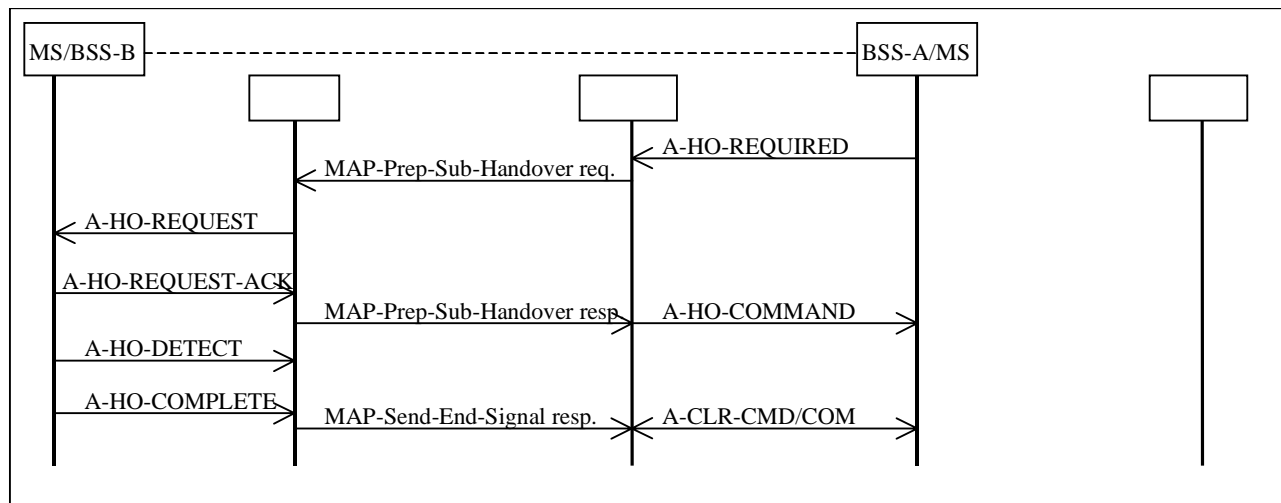 MS/BSS-B
BSS-A/MS
A-HO-REQUIRED
MAP-Prep-Sub-Handover req.
A-HO-REQUEST
A-HO-REQUEST-ACK
MAP-Prep-Sub-Handover resp
A-HO-COMMAND
A-HO-DETECT
A-HO-COMPLETE
MAP-Send-End-Signal resp.
A-CLR-CMD/COM